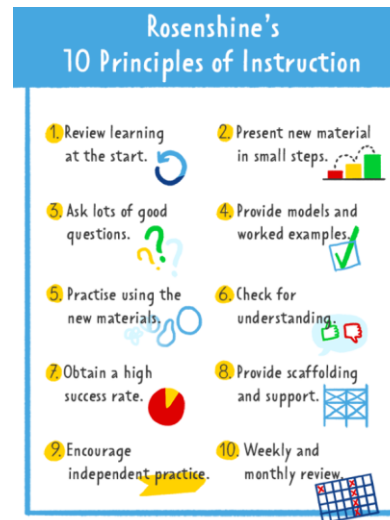 Rosenshine's
10 Principles of Instruction
1. Review learning
at the start.
2. Present new material
in small steps.
3. Ask lots of good
questions.
4. Provide models and
worked examples.
5. Practise using the
new materials.
6. Check for
understanding.
7. Obtain a high
success rate.
8. Provide scaffolding
and support.
9. Encourage
independent practice.
10. Weekly and
monthly review.